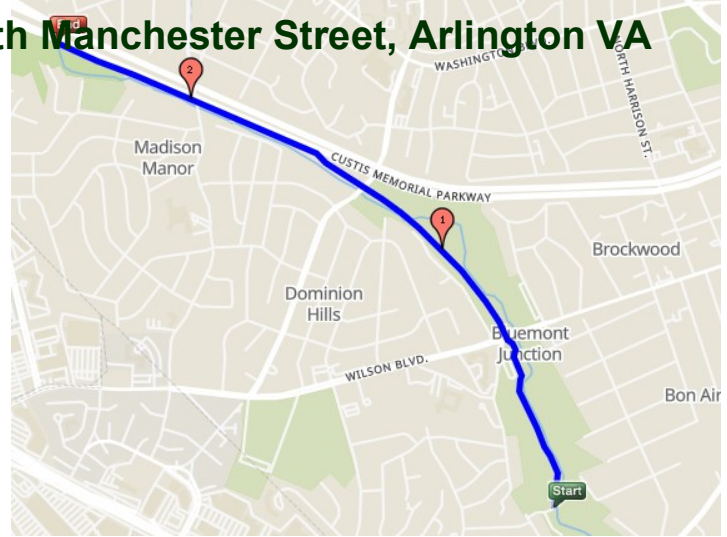 th Manchester Street, Arlington VA
End
WASHINGTON BLVD.
NORTH HARRISON ST.
2
Madison
Manor
CUSTIS MEMORIAL PARKWAY
1
Brockwood
Dominion
Hills
Bluemont
Junction
WILSON BLVD.
Bon Air
Start